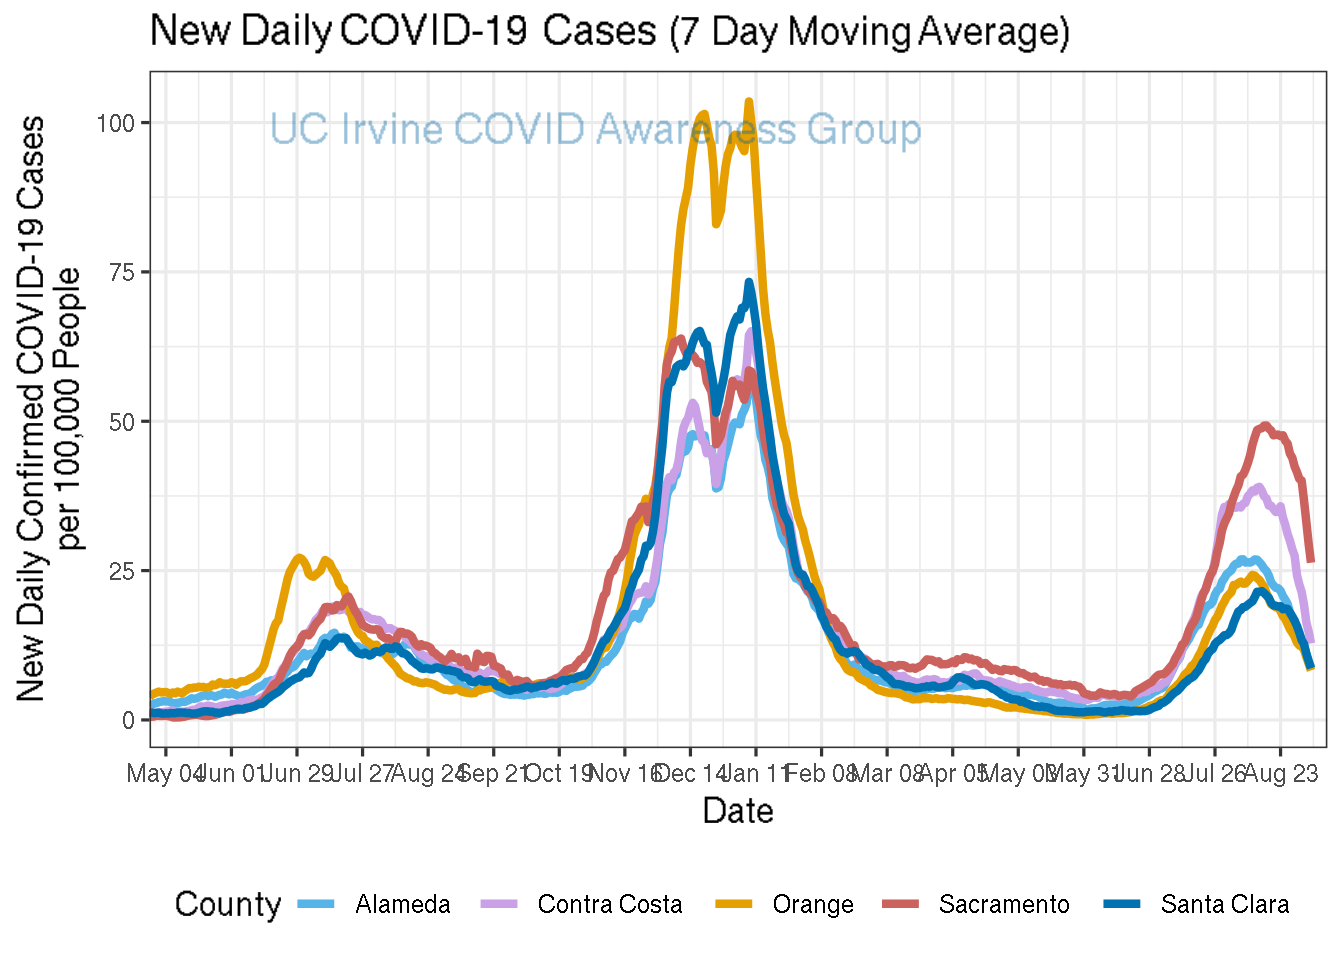 New Daily COVID-19 Cases (7 Day Moving Average)
UC Irvine COVID Awareness Group
New Daily Confirmed COVID-19 Cases
per 100,000 People
100
75
50
25
0
May 04 Jun 01 Jun 29 Jul 27 Aug 24 Sep 21 Oct 19 Nov 16 Dec 14 Jan 11 Feb 08 Mar 08 Apr 05 May 03 May 31 Jun 28 Jul 26 Aug 23
Date
County Alameda Contra Costa Orange Sacramento Santa Clara